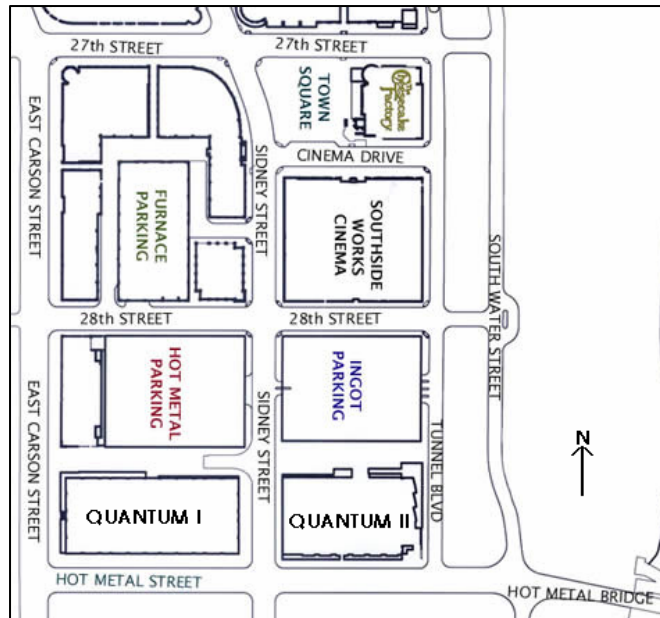 27th STREET
27th STREET
EAST CARSON STREET
TOWN
SQUARE
Cheesecake
Factory
CINEMA DRIVE
SIDNEY STREET
FURNACE
PARKING
SOUTHSIDE
WORKS
CINEMA
SOUTH WATER STREET
28th STREET
28th STREET
HOT METAL
PARKING
INGOT
PARKING
EAST CARSON STREET
SIDNEY STREET
TUNNEL BLVD
N
QUANTUM I
QUANTUM II
HOT METAL STREET
HOT METAL BRIDGE